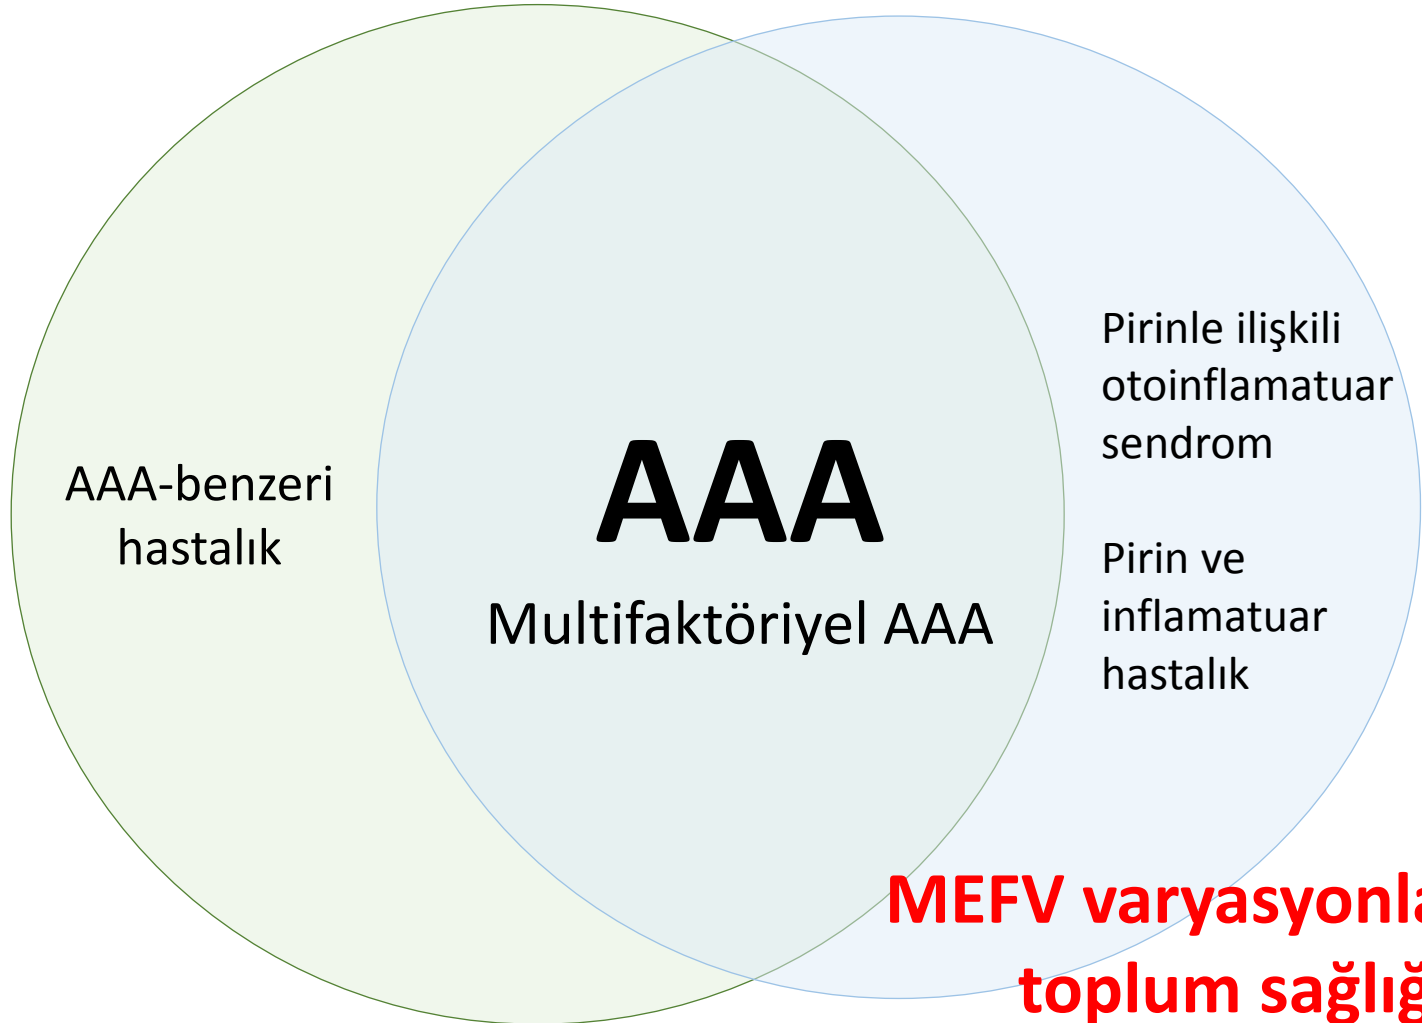 AAA-benzeri
hastalık
AAA
Multifaktöriyel AAA
Pirinle ilişkili
otoinflamatuar
sendrom
Pirin ve
inflamatuar
hastalık
MEFV
toplum